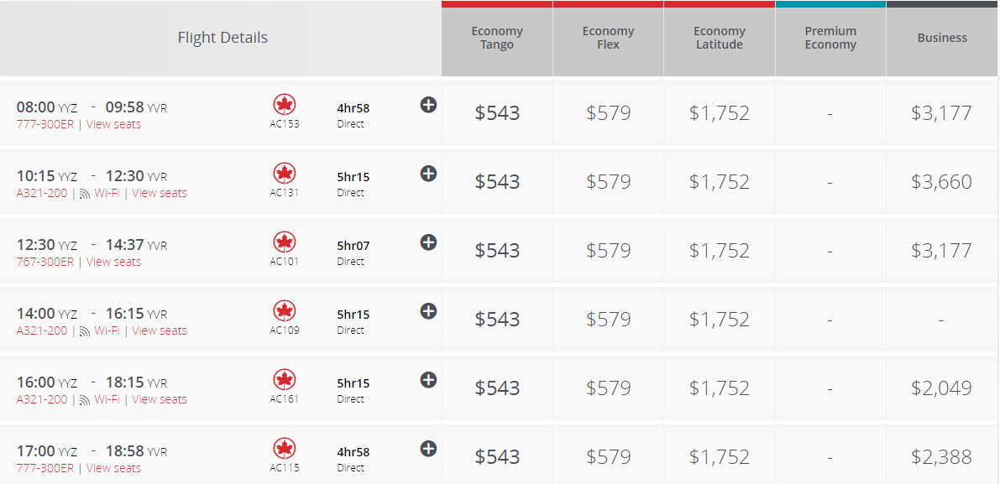 Flight Details
Economy Tango
Economy Flex
Economy Latitude
Premium Economy
Business
08:00 YYZ - 09:58 YVR AC153 4hr58 $543 $579 $1,752 - $3,177
777-300ER | View seats Direct
10:15 YYZ - 12:30 YVR AC131 5hr15 $543 $579 $1,752 - $3,660
A321-200 | Wi-Fi | View seats Direct
12:30 YYZ - 14:37 YVR AC101 5hr07 $543 $579 $1,752 - $3,177
767-300ER | View seats Direct
14:00 YYZ - 16:15 YVR AC109 5hr15 $543 $579 $1,752 - -
A321-200 | Wi-Fi | View seats Direct
16:00 YYZ - 18:15 YVR AC161 5hr15 $543 $579 $1,752 - $2,049
A321-200 | Wi-Fi | View seats Direct
17:00 YYZ - 18:58 YVR AC115 4hr58 $543 $579 $1,752 - $2,388
777-300ER | View seats Direct